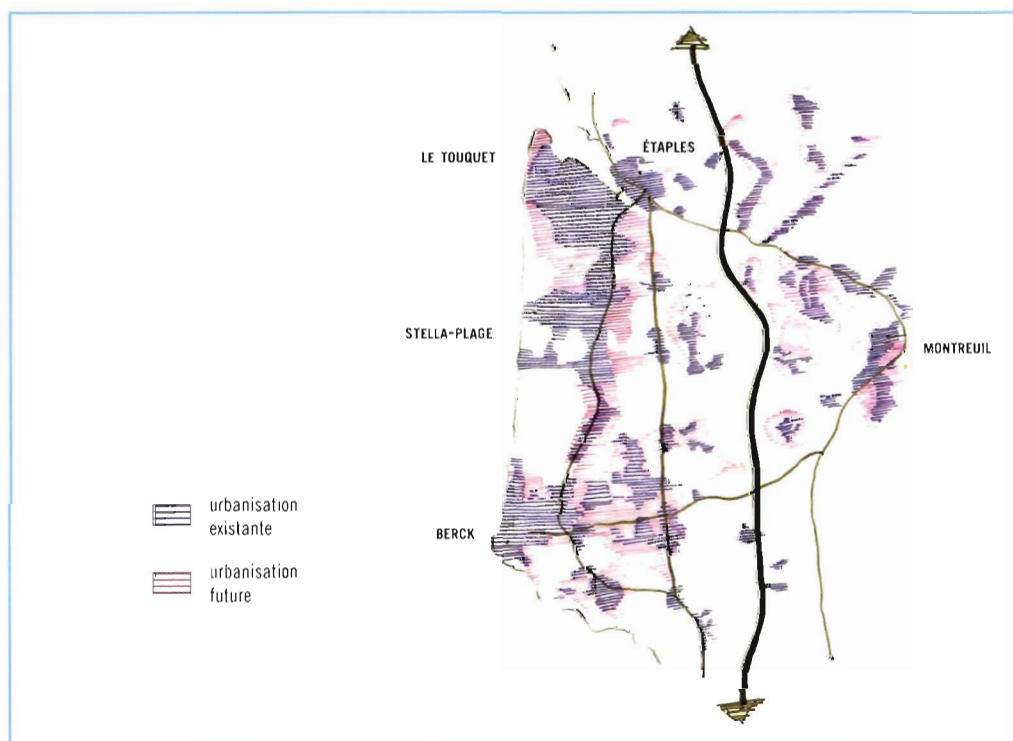 ÉTAPLES
LE TOUQUET
STELLA-PLAGE
MONTREUIL
urbanisation
existante
BERCK
urbanisation
future